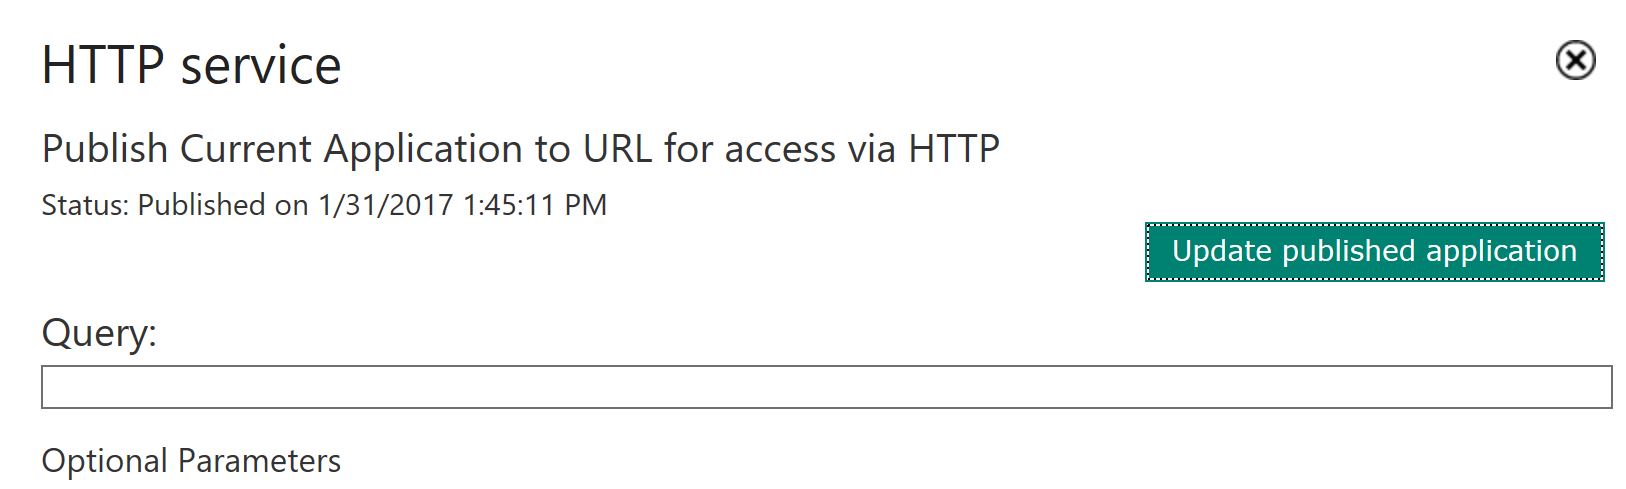 HTTP service
Publish Current Application to URL for access via HTTP
Status: Published on 1/31/2017 1:45:11 PM
Update published application
Query:
Optional Parameters